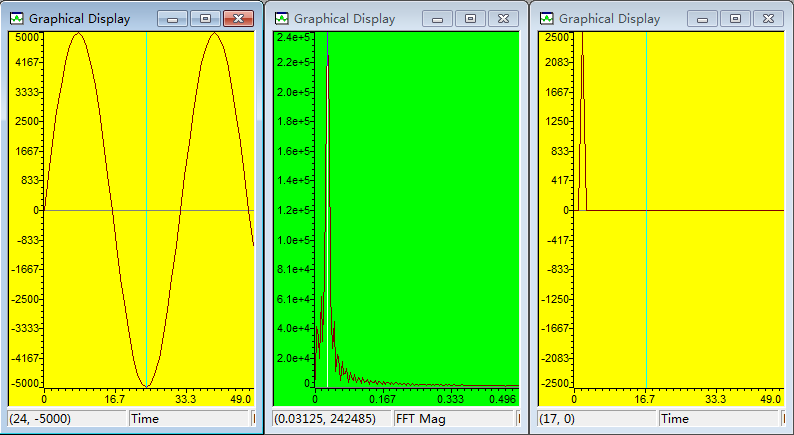 Graphical Display
5000
4167
3333
2500
1667
833
0
-833
-1667
-2500
-3333
-4167
-5000
0 16.7 33.3 49.0
(24, -5000) Time
Graphical Display
2.4e+5
2.2e+5
2.0e+5
1.8e+5
1.6e+5
1.4e+5
1.2e+5
1.0e+5
8.1e+4
6.1e+4
4.0e+4
2.0e+4
0
0 0.167 0.333 0.496
(0.03125, 242485) FFT Mag
Graphical Display
2500
2083
1667
1250
833
417
0
-417
-833
-1250
-1667
-2083
-2500
0 16.7 33.3 49.0
(17, 0) Time